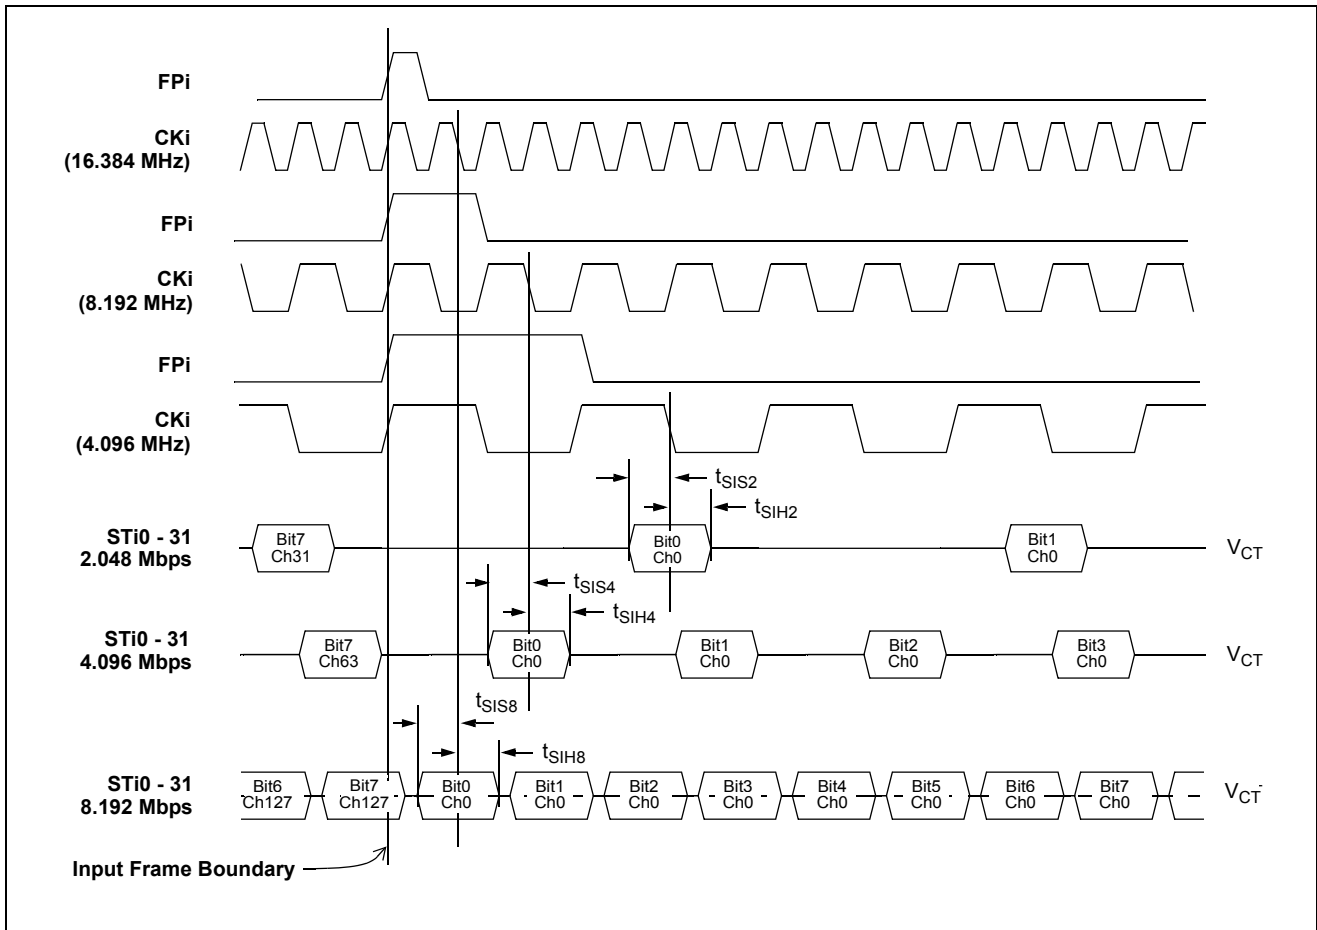 FPi
CKi
(16.384 MHz)
FPi
CKi
(8.192 MHz)
FPi
CKi
(4.096 MHz)
tSIS2
tSIH2
STi0 - 31
2.048 Mbps
Bit7
Ch31
Bit0
Ch0
Bit1
Ch0
VCT
tSIS4
tSIH4
STi0 - 31
4.096 Mbps
Bit7
Ch63
Bit0
Ch0
Bit1
Ch0
Bit2
Ch0
Bit3
Ch0
VCT
tSIS8
tSIH8
STi0 - 31
8.192 Mbps
Bit6
Ch127
Bit7
Ch127
Bit0
Ch0
Bit1
Ch0
Bit2
Ch0
Bit3
Ch0
Bit4
Ch0
Bit5
Ch0
Bit6
Ch0
Bit7
Ch0
VCT
Input Frame Boundary